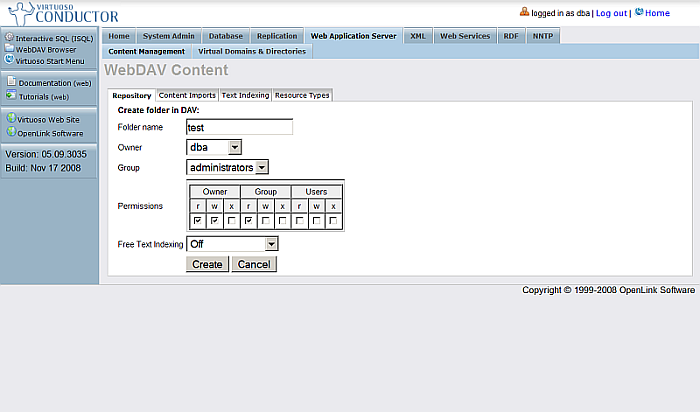 VIRTUOSO
CONDUCTOR
logged in as dba | Log out | Home
Interactive SQL (ISQL)
WebDAV Browser
Virtuoso Start Menu
Documentation (web)
Tutorials (web)
Virtuoso Web Site
OpenLink Software
Version: 05.09.3035
Build: Nov 17 2008
Home System Admin Database Replication Web Application Server XML Web Services RDF NNTP
Content Management Virtual Domains & Directories
WebDAV Content
Repository Content Imports Text Indexing Resource Types
Create folder in DAV:
Folder name test
Owner dba
Group administrators
Owner Group Users
r w x r w x r w x
Permissions
Free Text Indexing Off
Create Cancel
Copyright © 1999-2008 OpenLink Software